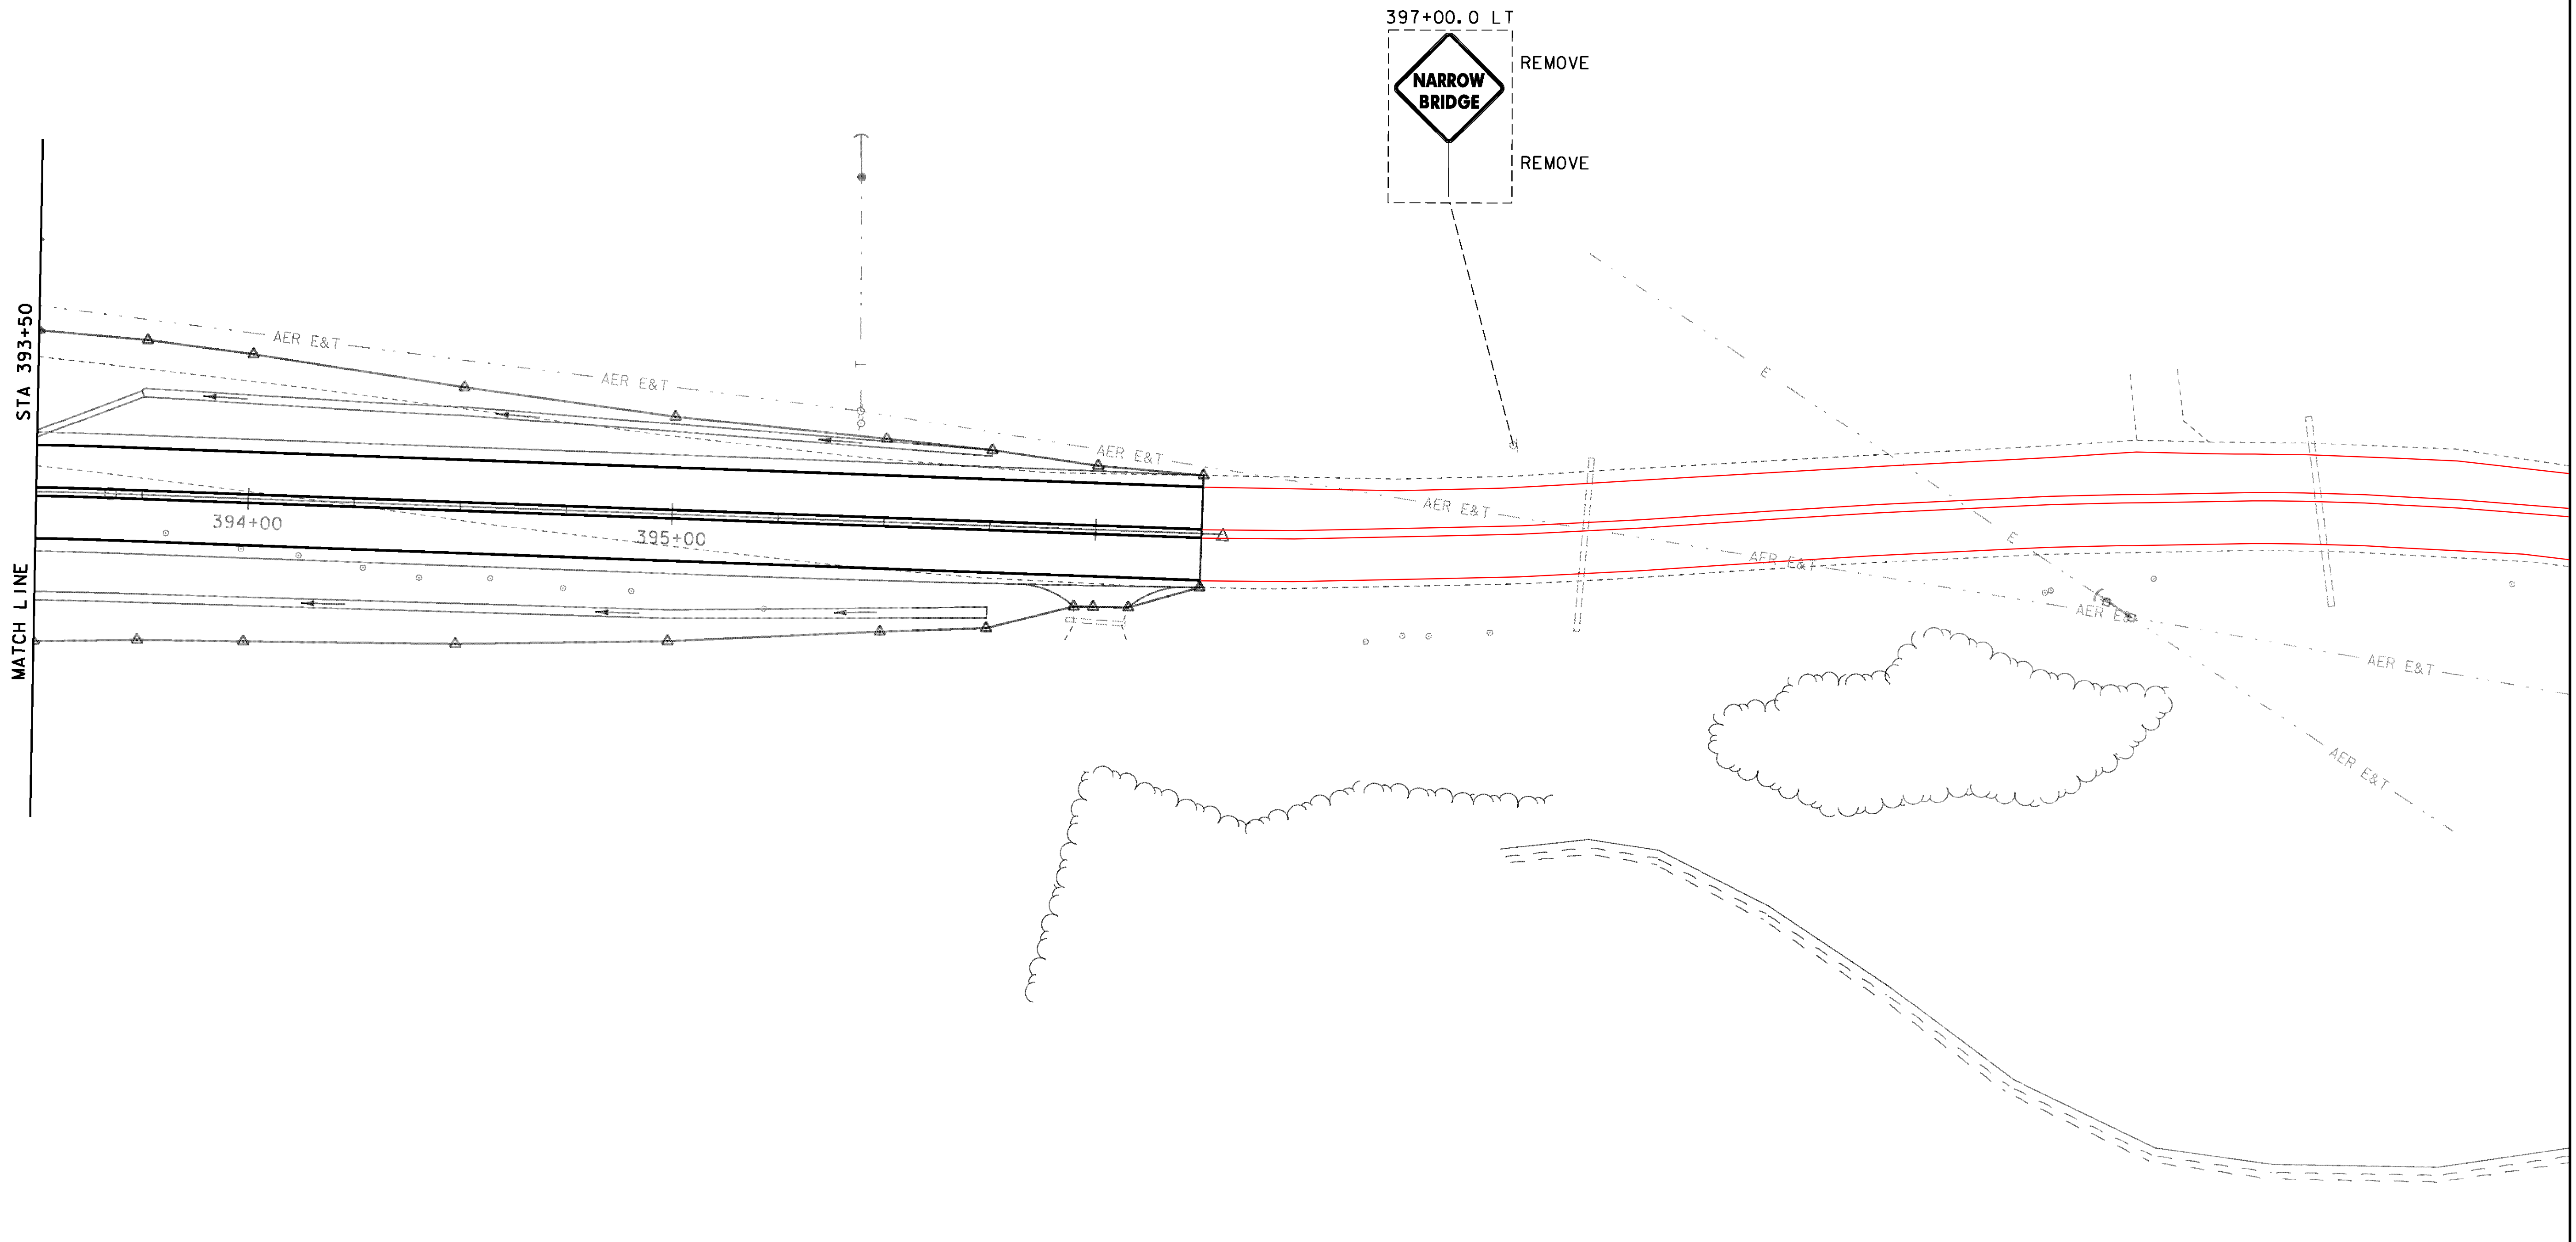 397+00.0 LT
REMOVE
NARROW
BRIDGE
REMOVE
STA 393+50
MATCH LINE
AER E&T
AER E&T
AER E&T
AER E&T
AER E&T
AER E&T
AER E&T
AER E&T
T
E
E
394+00
395+00